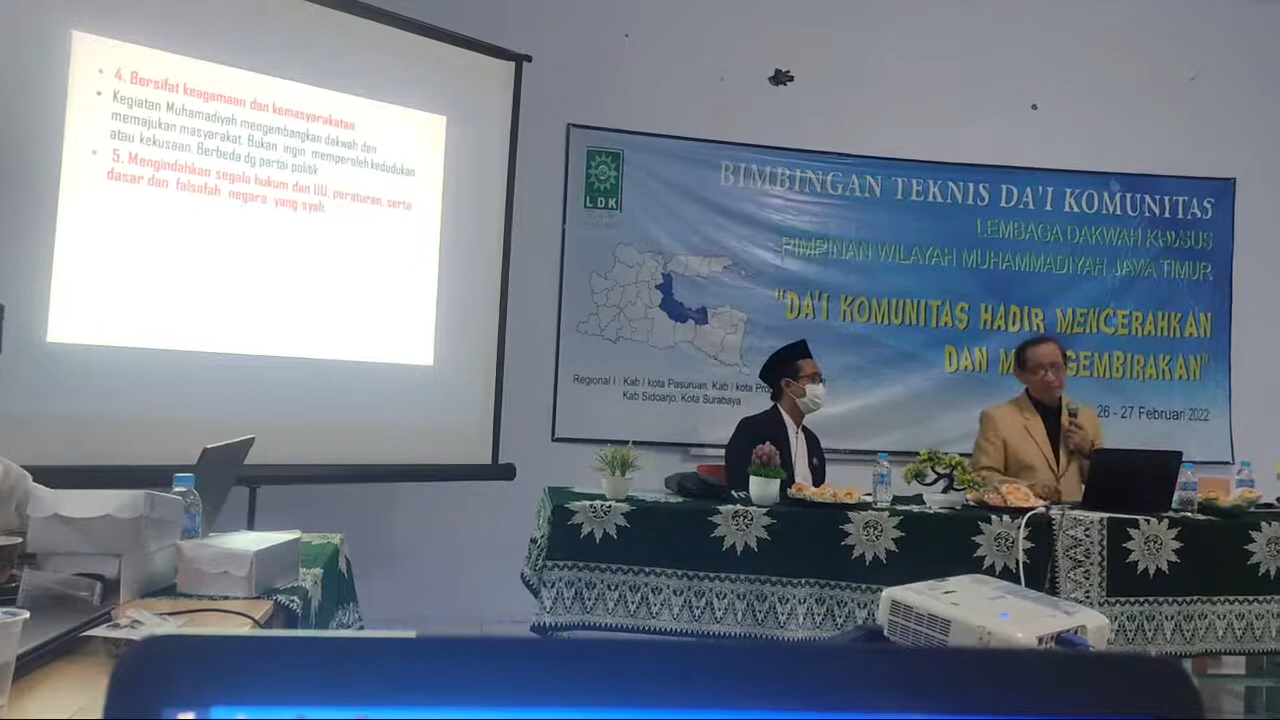 4. Bersifat keagamaan dan kemasyarakatan.
Kegiatan Muhamadiyah mengembangkan dakwah dan
memajukan masyarakat. Bukan ingin memperoleh kedudukan
atau kekusaan. Berbeda dg partai politik
5. Mengindahkan segala hukum dan UU, peraturan, serta
dasar dan falsafah negara yang syah.
LDK
BIMBINGAN TEKNIS DA'I KOMUNITAS
LEMBAGA DAKWAH KHUSUS
PIMPINAN WILAYAH MUHAMMADIYAH JAWA TIMUR
"DA'I KOMUNITAS HADIR MENCERAHKAN
DAN GEMBIRAKAN"
Regional I : Kab / kota Pasuruan, Kab / kota
Kab Sidoarjo, Kota Surabaya
26 - 27 Februari 2022